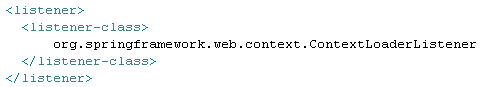 <listener>
<listener-class>
org.springframework.web.context.ContextLoaderListener
</listener-class>
</listener>